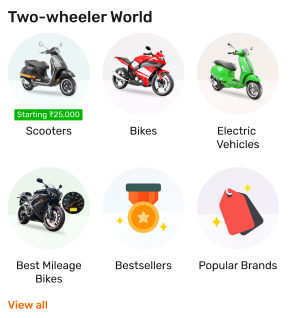 Two-wheeler World
Starting ₹25,000
Scooters
Bikes
Electric
Vehicles
Best Mileage
Bikes
Bestsellers
Popular Brands
View all